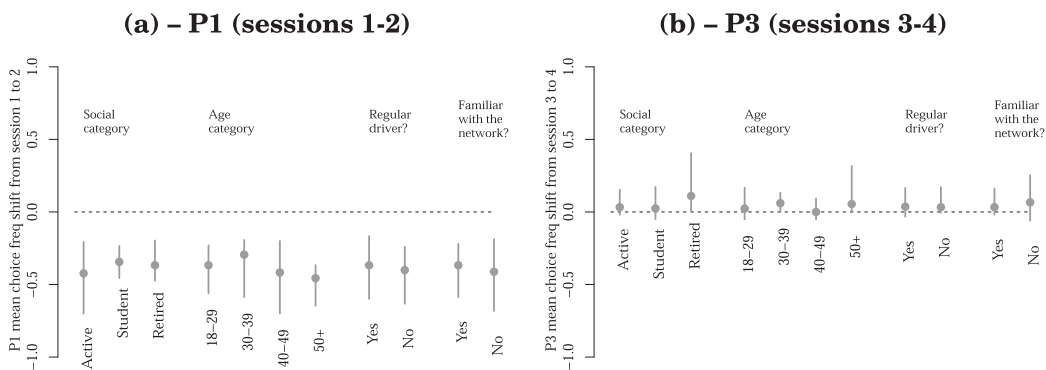 (a) – P1 (sessions 1-2)
P1 mean choice freq shift from session 1 to 2
1.0
0.5
0.0
−0.5
−1.0
Social
category
Age
category
Regular
driver?
Familiar
with the
network?
Active
Student
Retired
18−29
30−39
40−49
50+
Yes
No
Yes
No
(b) – P3 (sessions 3-4)
P3 mean choice freq shift from session 3 to 4
1.0
0.5
0.0
−0.5
−1.0
Social
category
Age
category
Regular
driver?
Familiar
with the
network?
Active
Student
Retired
18−29
30−39
40−49
50+
Yes
No
Yes
No